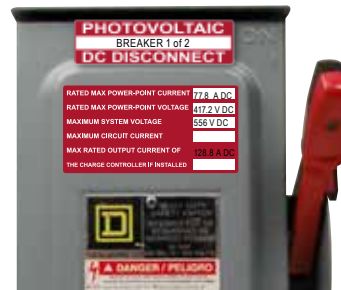 PHOTOVOLTAIC
BREAKER 1 of 2
DC DISCONNECT
ON
RATED MAX POWER-POINT CURRENT 77.8 A DC
RATED MAX POWER-POINT VOLTAGE 417.2 V DC
MAXIMUM SYSTEM VOLTAGE 556 V DC
MAXIMUM CIRCUIT CURRENT
MAX RATED OUTPUT CURRENT OF 128.8 A DC
THE CHARGE CONTROLLER IF INSTALLED
D
DANGER / PELIGRO